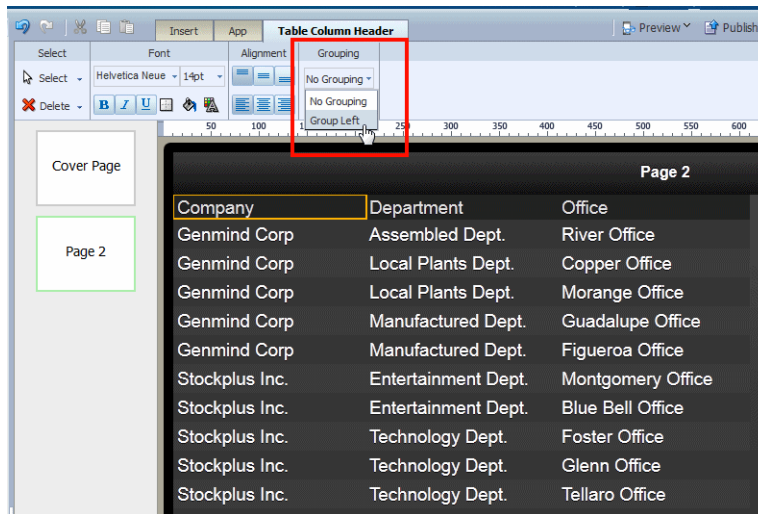 Insert App Table Column Header Preview Publish
Select Font Alignment Grouping
Select Helvetica Neue 14pt No Grouping
Delete B I U No Grouping
Group Left
50 100 250 300 350 400 450 500 550 600
Cover Page
Page 2
Page 2
Company Department Office
Genmind Corp Assembled Dept. River Office
Genmind Corp Local Plants Dept. Copper Office
Genmind Corp Local Plants Dept. Morange Office
Genmind Corp Manufactured Dept. Guadalupe Office
Genmind Corp Manufactured Dept. Figueroa Office
Stockplus Inc. Entertainment Dept. Montgomery Office
Stockplus Inc. Entertainment Dept. Blue Bell Office
Stockplus Inc. Technology Dept. Foster Office
Stockplus Inc. Technology Dept. Glenn Office
Stockplus Inc. Technology Dept. Tellaro Office